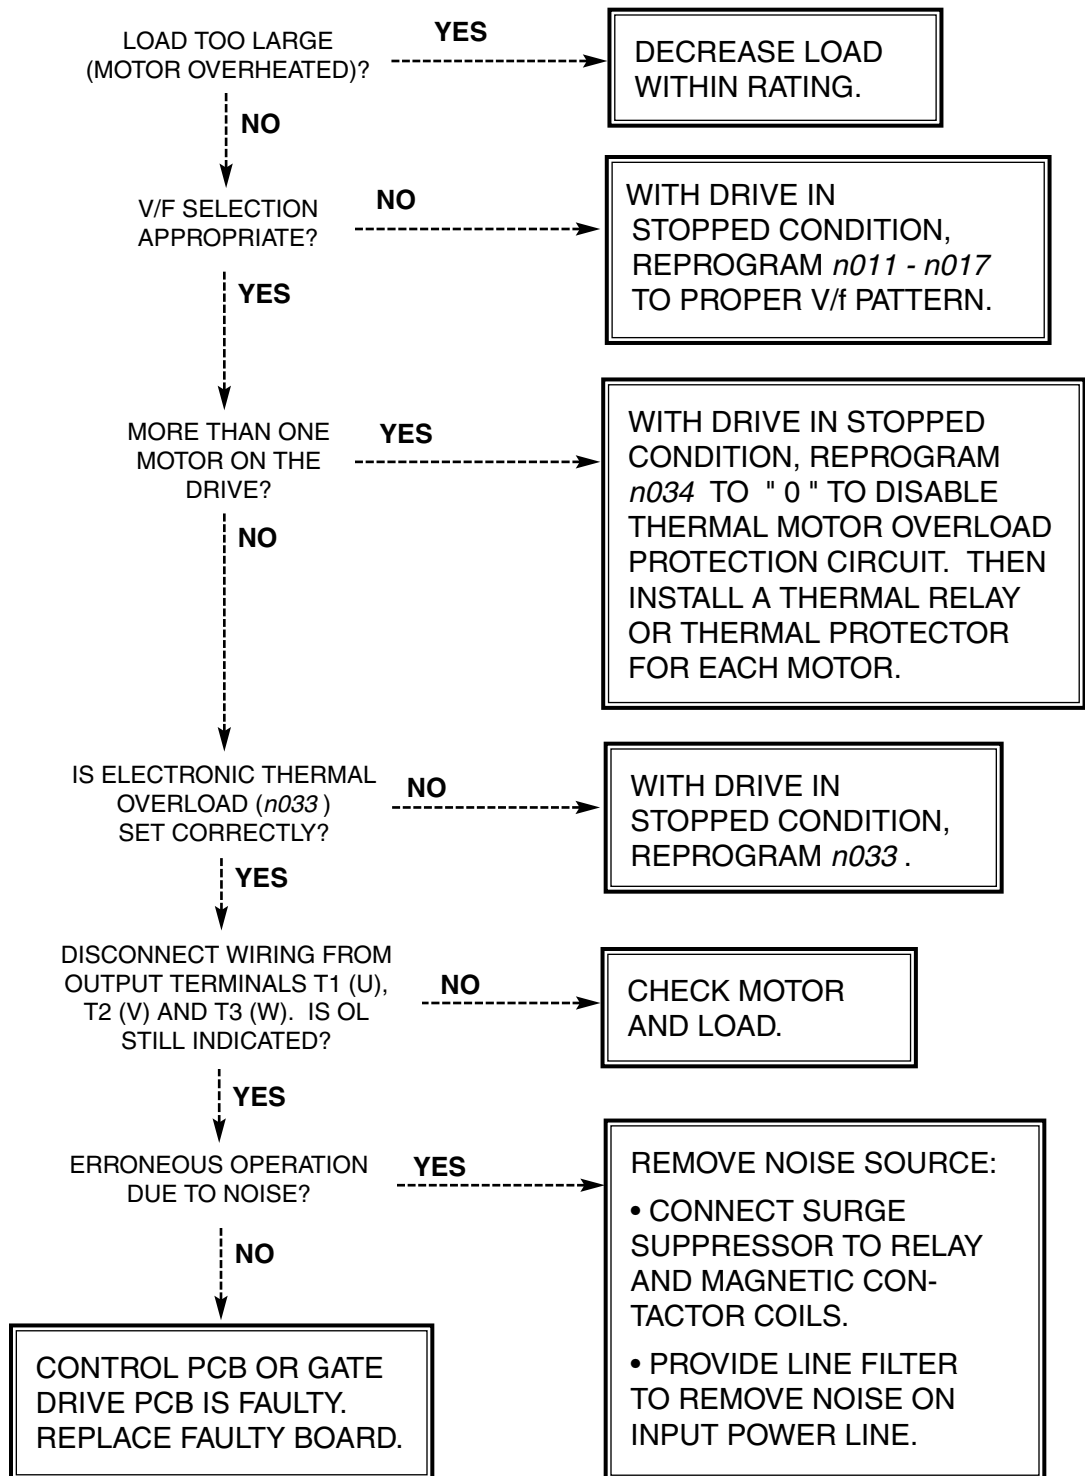 LOAD TOO LARGE
(MOTOR OVERHEATED)?
YES
DECREASE LOAD
WITHIN RATING.
NO
V/F SELECTION
APPROPRIATE?
NO
WITH DRIVE IN
STOPPED CONDITION,
REPROGRAM n011 - n017
TO PROPER V/f PATTERN.
YES
MORE THAN ONE
MOTOR ON THE
DRIVE?
YES
WITH DRIVE IN STOPPED
CONDITION, REPROGRAM
n034 TO " 0 " TO DISABLE
THERMAL MOTOR OVERLOAD
PROTECTION CIRCUIT. THEN
INSTALL A THERMAL RELAY
OR THERMAL PROTECTOR
FOR EACH MOTOR.
NO
IS ELECTRONIC THERMAL
OVERLOAD (n033 )
SET CORRECTLY?
NO
WITH DRIVE IN
STOPPED CONDITION,
REPROGRAM n033 .
YES
DISCONNECT WIRING FROM
OUTPUT TERMINALS T1 (U),
T2 (V) AND T3 (W). IS OL
STILL INDICATED?
NO
CHECK MOTOR
AND LOAD.
YES
ERRONEOUS OPERATION
DUE TO NOISE?
YES
REMOVE NOISE SOURCE:
• CONNECT SURGE
SUPPRESSOR TO RELAY
AND MAGNETIC CON-
TACTOR COILS.
• PROVIDE LINE FILTER
TO REMOVE NOISE ON
INPUT POWER LINE.
NO
CONTROL PCB OR GATE
DRIVE PCB IS FAULTY.
REPLACE FAULTY BOARD.